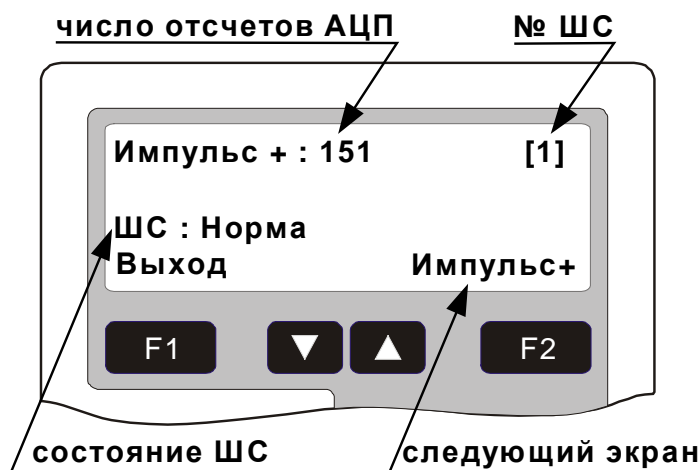 число отсчетов АЦП № ШС
Импульс + : 151 [1]
ШС : Норма
Выход Импульс+
F1 F2
состояние ШС следующий экран